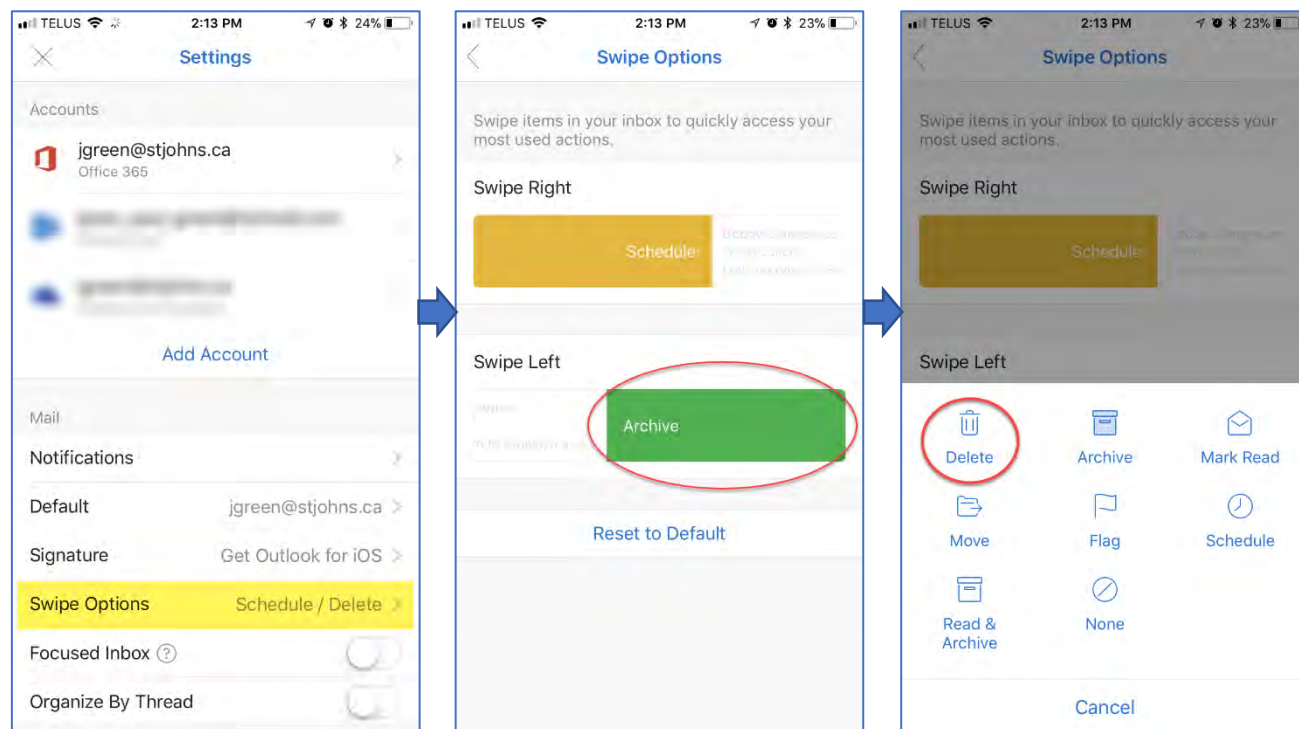 TELUS 2:13 PM 24%
Settings
Accounts
jgreen@stjohns.ca
Office 365
Add Account
Mail
Notifications
Default jgreen@stjohns.ca
Signature Get Outlook for iOS
Swipe Options Schedule / Delete
Focused Inbox ?
Organize By Thread
TELUS 2:13 PM 23%
Swipe Options
Swipe items in your inbox to quickly access your
most used actions.
Swipe Right
Schedule
Swipe Left
Archive
Reset to Default
TELUS 2:13 PM 23%
Swipe Options
Swipe items in your inbox to quickly access your
most used actions.
Swipe Right
Schedule
Swipe Left
Delete Archive Mark Read
Move Flag Schedule
Read &
Archive
None
Cancel